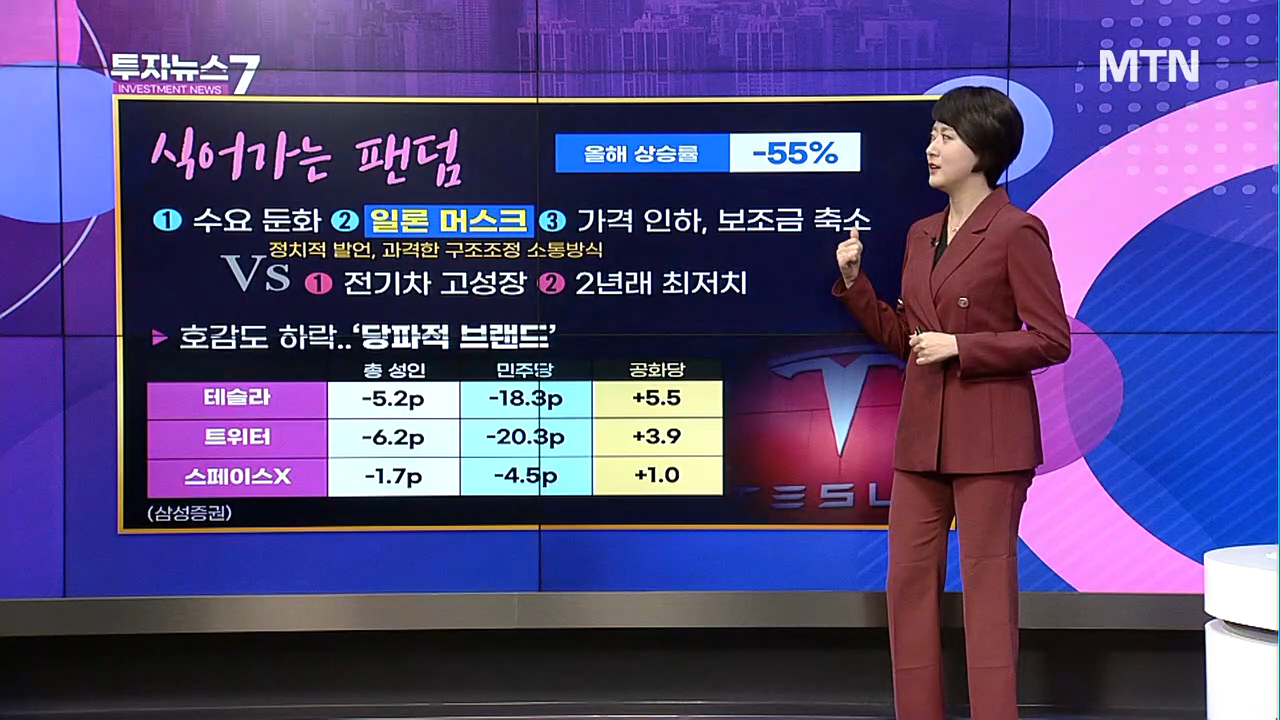 투자뉴스7
INVESTMENT NEWS
MTN
식어가는 팬덤
올해 상승률 -55%
① 수요 둔화 ② 일론 머스크 ③ 가격 인하, 보조금 축소
정치적 발언, 과격한 구조조정 소통방식
Vs ① 전기차 고성장 ② 2년래 최저치
▶ 호감도 하락..‘당파적 브랜드’
총 성인 민주당 공화당
테슬라 -5.2p -18.3p +5.5
트위터 -6.2p -20.3p +3.9
스페이스X -1.7p -4.5p +1.0
(삼성증권)
TESL